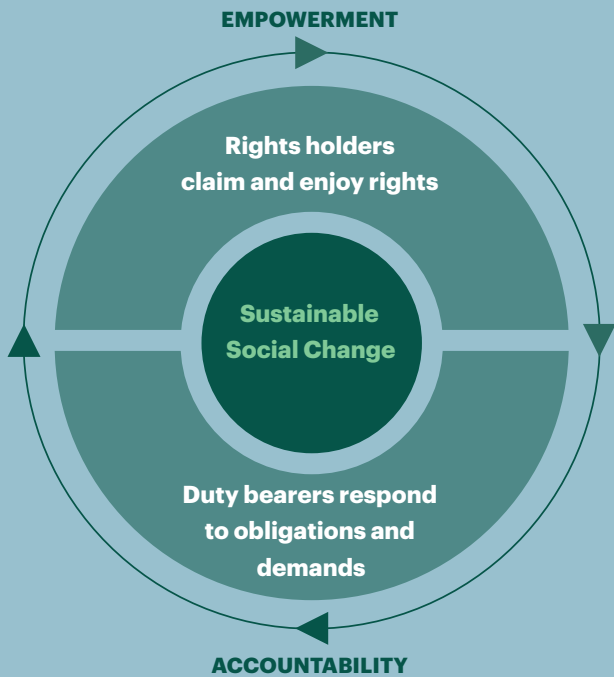 EMPOWERMENT
Rights holders
claim and enjoy rights
Sustainable
Social Change
Duty bearers respond
to obligations and
demands
ACCOUNTABILITY